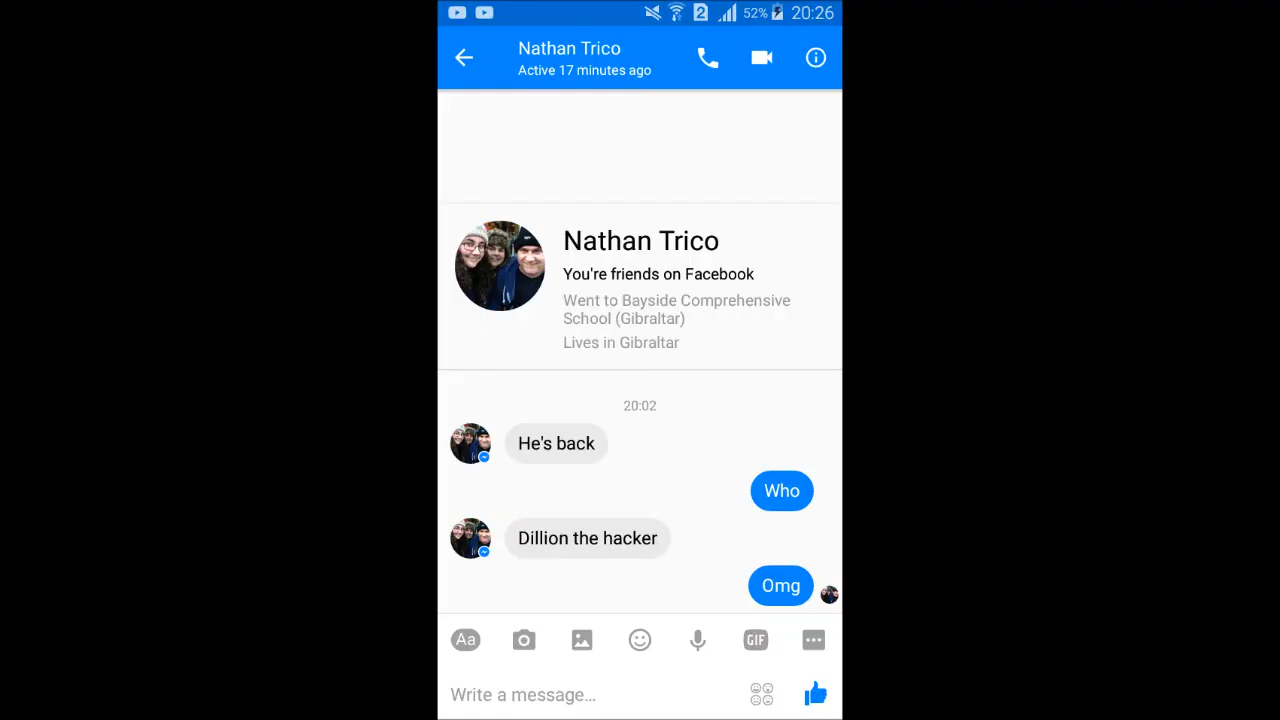 2 52% 20:26
Nathan Trico
Active 17 minutes ago
Nathan Trico
You're friends on Facebook
Went to Bayside Comprehensive
School (Gibraltar)
Lives in Gibraltar
20:02
He's back
Who
Dillion the hacker
Omg
Aa GIF
Write a message...